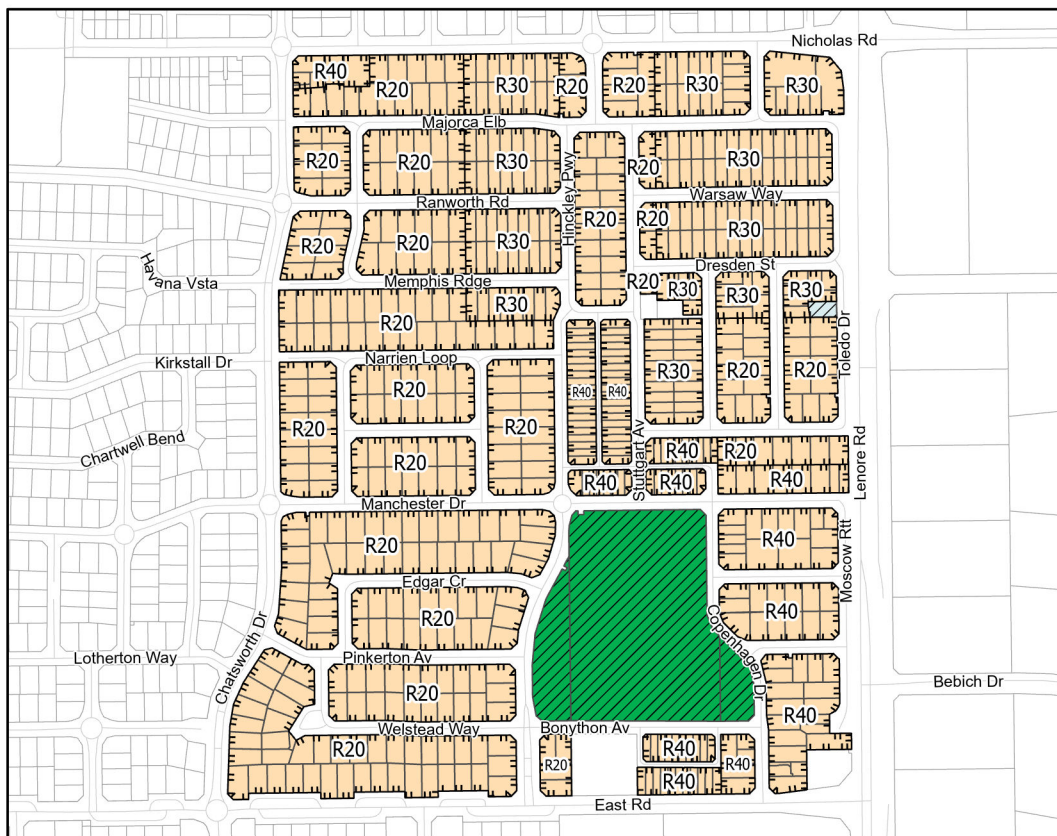 Nicholas Rd
R40
R20
R30
R20
R20
R30
R30
Majorca Elb
R20
R20
R30
Hinckley Pwy
R20
R20
R30
Warsaw Way
Ranworth Rd
R20
R20
R30
R20
R30
Dresden St
Havana Vsta
Memphis Rdge
R20
R30
R30
R30
R20
R30
Toledo Dr
Kirkstall Dr
Narrien Loop
R20
R20
R20
R40
R40
R30
R20
R20
Chartwell Bend
R20
Stuttgart Av
R40
R20
Lenore Rd
R40
R40
R40
Manchester Dr
R20
R40
Moscow Rtt
Edgar Cr
R20
R40
Copenhagen Dr
Chatsworth Dr
Lotherton Way
Pinkerton Av
R20
Bebich Dr
R40
Welstead Way
Bonython Av
R20
R20
R40
R40
R40
East Rd